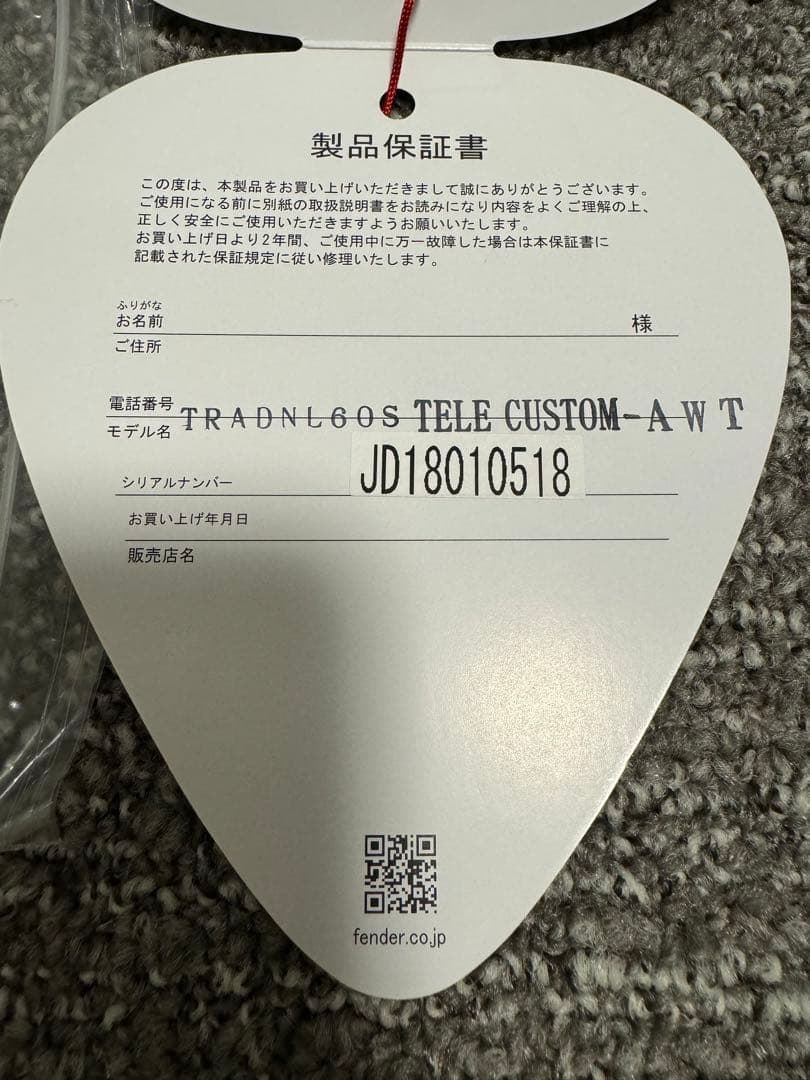 製品保証書
この度は、本製品をお買い上げいただきまして誠にありがとうございます。
ご使用になる前に別紙の取扱説明書をお読みになり内容をよくご理解の上、
正しく安全にご使用いただきますようお願いいたします。
お買い上げ日より2年間、ご使用中に万一故障した場合は本保証書に
記載された保証規定に従い修理いたします。
ふりがな
お名前 様
ご住所
電話番号
TRADNL60S TELE CUSTOM-AWT
モデル名
シリアルナンバー JD18010518
お買い上げ年月日
販売店名
fender.co.jp